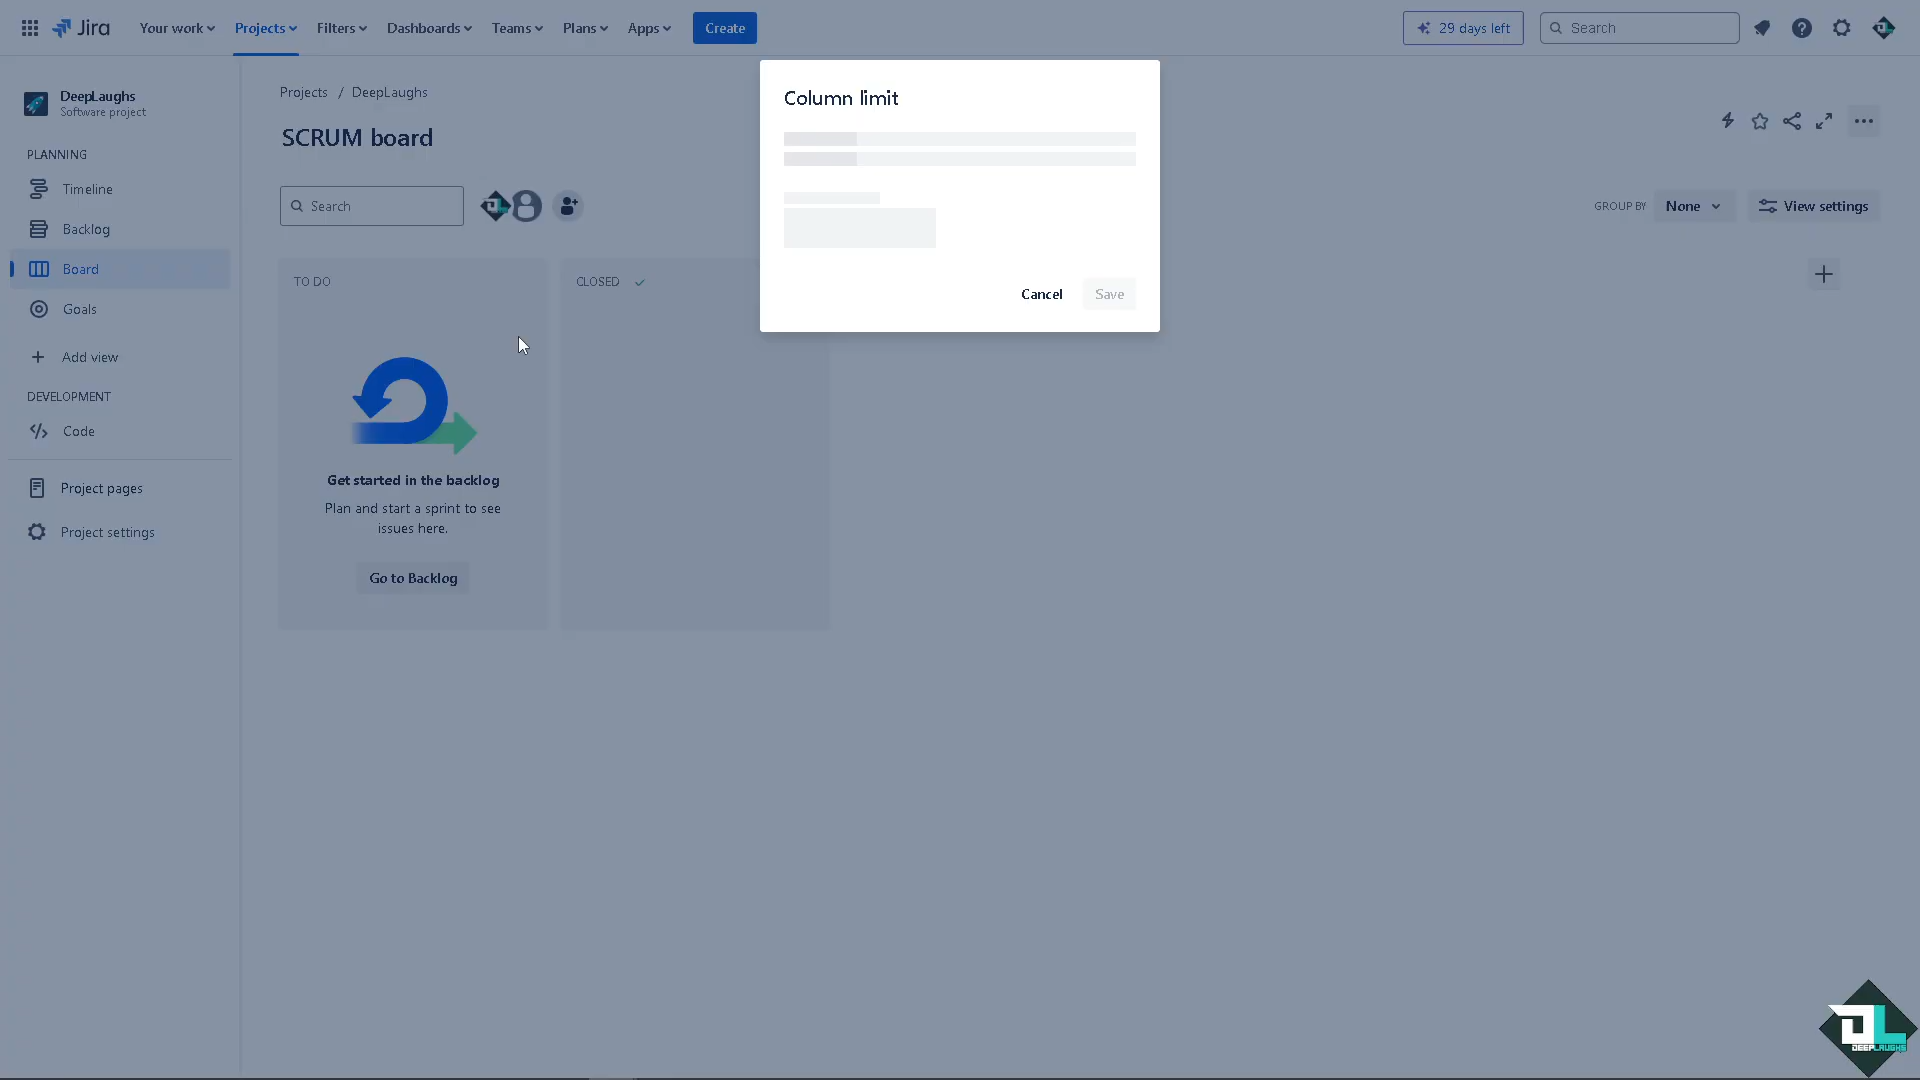 Jira
Your work
Projects
Filters
Dashboards
Teams
Plans
Apps
Create
29 days left
Search
DeepLaughs
Software project
PLANNING
Timeline
Backlog
Board
Goals
Add view
DEVELOPMENT
Code
Project pages
Project settings
Projects / DeepLaughs
SCRUM board
Search
GROUP BY
None
View settings
TO DO
Get started in the backlog
Plan and start a sprint to see
issues here.
Go to Backlog
CLOSED
Column limit
Cancel
Save
DL
DEEPLAUGHS